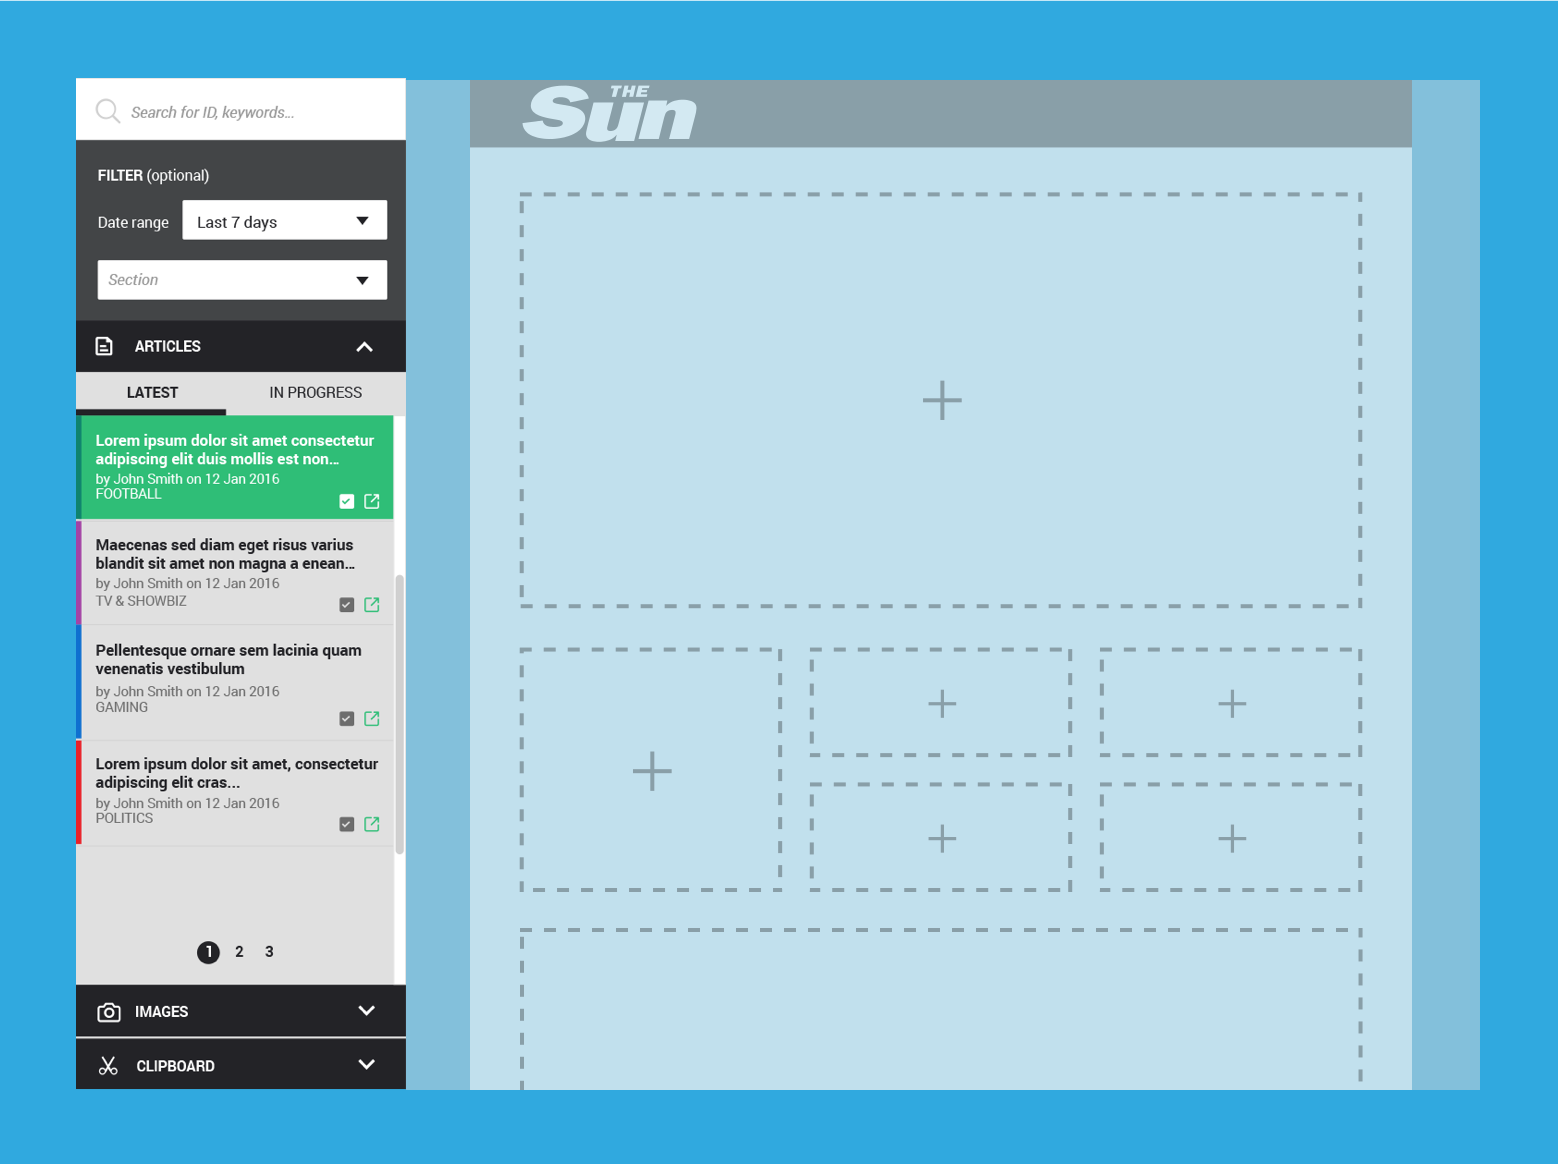 Search for ID, keywords...
THE
Sun
FILTER (optional)
Date range
Last 7 days
Section
ARTICLES
LATEST
IN PROGRESS
Lorem ipsum dolor sit amet consectetur
adipiscing elit duis mollis est non...
by John Smith on 12 Jan 2016
FOOTBALL
Maecenas sed diam eget risus varius
blandit sit amet non magna a enean...
by John Smith on 12 Jan 2016
TV & SHOWBIZ
Pellentesque ornare sem lacinia quam
venenatis vestibulum
by John Smith on 12 Jan 2016
GAMING
Lorem ipsum dolor sit amet, consectetur
adipiscing elit cras...
by John Smith on 12 Jan 2016
POLITICS
1 2 3
IMAGES
CLIPBOARD